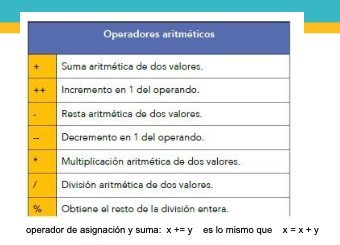 Operadores aritméticos
+ Suma aritmética de dos valores.
++ Incremento en 1 del operando.
- Resta aritmética de dos valores.
-- Decremento en 1 del operando.
* Multiplicación aritmética de dos valores.
/ División aritmética de dos valores.
% Obtiene el resto de la división entera.
operador de asignación y suma: x += y es lo mismo que x = x + y